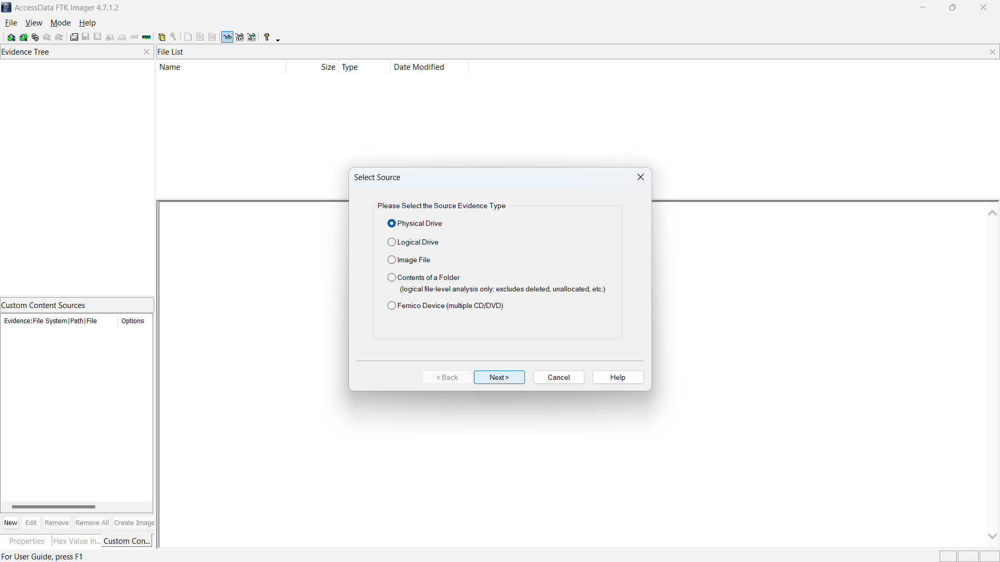 AccessData FTK Imager 4.7.1.2
File View Mode Help
TEXT HEX
Evidence Tree
File List
Name Size Type Date Modified
Select Source
Please Select the Source Evidence Type
Physical Drive
Logical Drive
Image File
Contents of a Folder
(logical file-level analysis only; excludes deleted, unallocated, etc.)
Fernico Device (multiple CD/DVD)
< Back Next > Cancel Help
Custom Content Sources
Evidence:File System|Path|File Options
New Edit Remove Remove All Create Image
Properties Hex Value In... Custom Con...
For User Guide, press F1